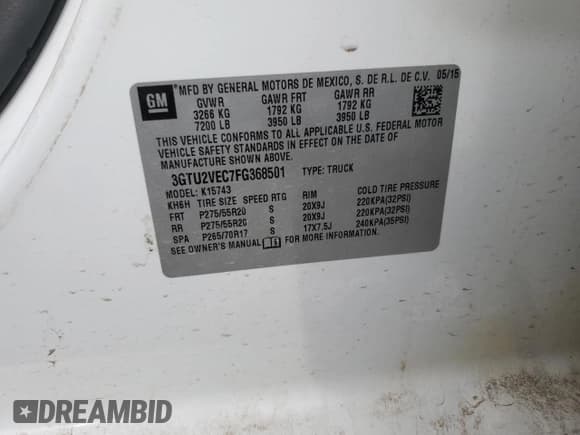 GM
MFD BY GENERAL MOTORS DE MEXICO, S. DE R.L. DE C.V. 05/15
GVWR GAWR FRT GAWR RR
3266 KG 1792 KG 1792 KG
7200 LB 3950 LB 3950 LB
THIS VEHICLE CONFORMS TO ALL APPLICABLE U.S. FEDERAL MOTOR
VEHICLE SAFETY STANDARDS IN EFFECT ON THE DATE OF
MANUFACTURE SHOWN ABOVE.
3GTU2VEC7FG368501 TYPE: TRUCK
MODEL: K15743
KH6H TIRE SIZE SPEED RTG RIM COLD TIRE PRESSURE
FRT P275/55R20 S 20X9J 220KPA(32PSI)
RR P275/55R20 S 20X9J 220KPA(32PSI)
SPA P265/70R17 S 17X7.5J 240KPA(35PSI)
SEE OWNER'S MANUAL FOR MORE INFORMATION.
DREAMBID